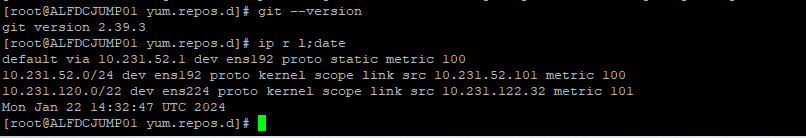 [root@ALFDCJUMP01 yum.repos.d]# git --version
git version 2.39.3
[root@ALFDCJUMP01 yum.repos.d]# ip r l;date
default via 10.231.52.1 dev ens192 proto static metric 100
10.231.52.0/24 dev ens192 proto kernel scope link src 10.231.52.101 metric 100
10.231.120.0/22 dev ens224 proto kernel scope link src 10.231.122.32 metric 101
Mon Jan 22 14:32:47 UTC 2024
[root@ALFDCJUMP01 yum.repos.d]#